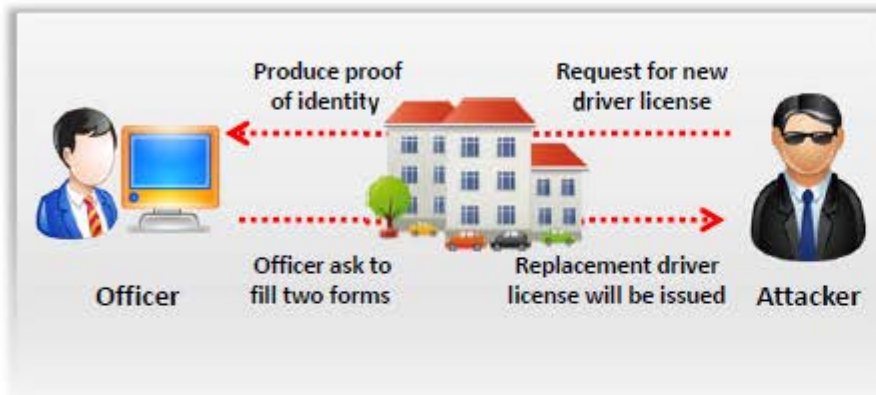 Produce proof
of identity
Request for new
driver license
Officer ask to
fill two forms
Replacement driver
license will be issued
Officer
Attacker